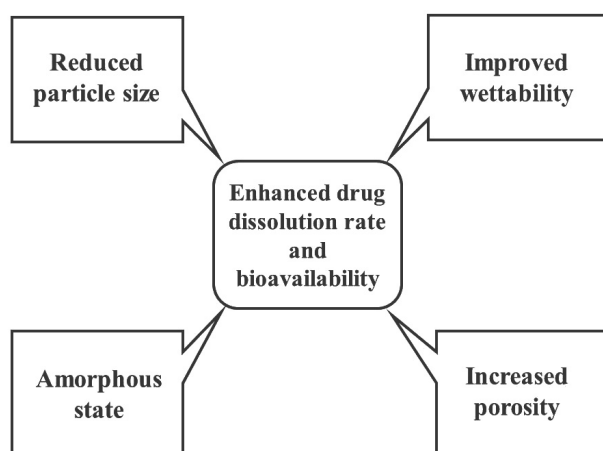 Reduced
particle size
Improved
wettability
Enhanced drug
dissolution rate
and
bioavailability
Amorphous
state
Increased
porosity